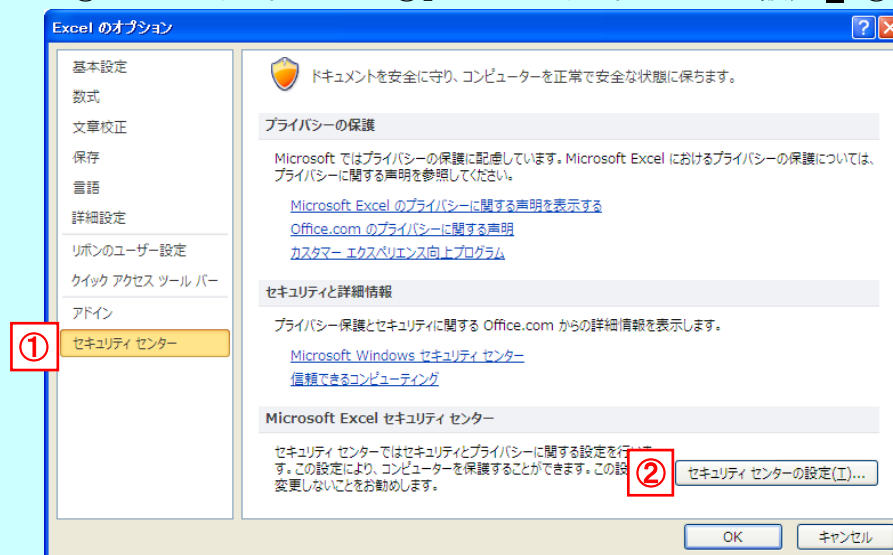 Excel のオプション
基本設定
数式
文章校正
保存
言語
詳細設定
リボンのユーザー設定
クイック アクセス ツール バー
アドイン
① セキュリティ センター
ドキュメントを安全に守り、コンピューターを正常で安全な状態に保ちます。
プライバシーの保護
Microsoft ではプライバシーの保護に配慮しています。Microsoft Excel におけるプライバシーの保護については、
プライバシーに関する声明を参照してください。
Microsoft Excel のプライバシーに関する声明を表示する
Office.com のプライバシーに関する声明
カスタマー エクスペリエンス向上プログラム
セキュリティと詳細情報
プライバシー保護とセキュリティに関する Office.com からの詳細情報を表示します。
Microsoft Windows セキュリティ センター
信頼できるコンピューティング
Microsoft Excel セキュリティ センター
セキュリティ センターではセキュリティとプライバシーに関する設定を行いま
す。この設定により、コンピューターを保護することができます。この設
変更しないことをお勧めします。
② セキュリティ センターの設定(T)...
OK
キャンセル